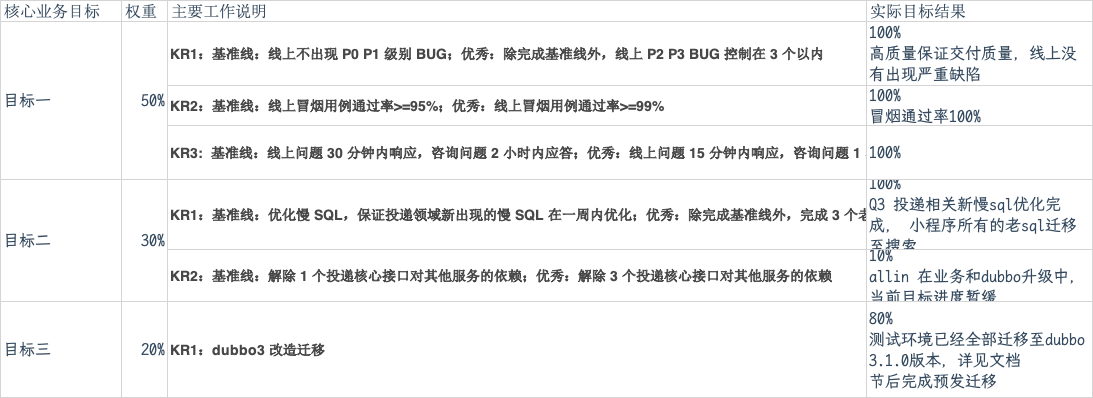 核心业务目标 权重 主要工作说明 实际目标结果
目标一 50%
KR1：基准线：线上不出现 P0 P1 级别 BUG；优秀：除完成基准线外，线上 P2 P3 BUG 控制在 3 个以内
100%
高质量保证交付质量，线上没
有出现严重缺陷
KR2：基准线：线上冒烟用例通过率>=95%；优秀：线上冒烟用例通过率>=99%
100%
冒烟通过率100%
KR3：基准线：线上问题 30 分钟内响应，咨询问题 2 小时内应答；优秀：线上问题 15 分钟内响应，咨询问题 1
100%
目标二 30%
KR1：基准线：优化慢 SQL，保证投递领域新出现的慢 SQL 在一周内优化；优秀：除完成基准线外，完成 3 个老
100%
Q3 投递相关新慢sql优化完
成， 小程序所有的老sql迁移
至搜索
KR2：基准线：解除 1 个投递核心接口对其他服务的依赖；优秀：解除 3 个投递核心接口对其他服务的依赖
10%
allin 在业务和dubbo升级中，
当前目标进度暂缓
目标三 20%
KR1：dubbo3 改造迁移
80%
测试环境已经全部迁移至dubbo
3.1.0版本，详见文档
节后完成预发迁移